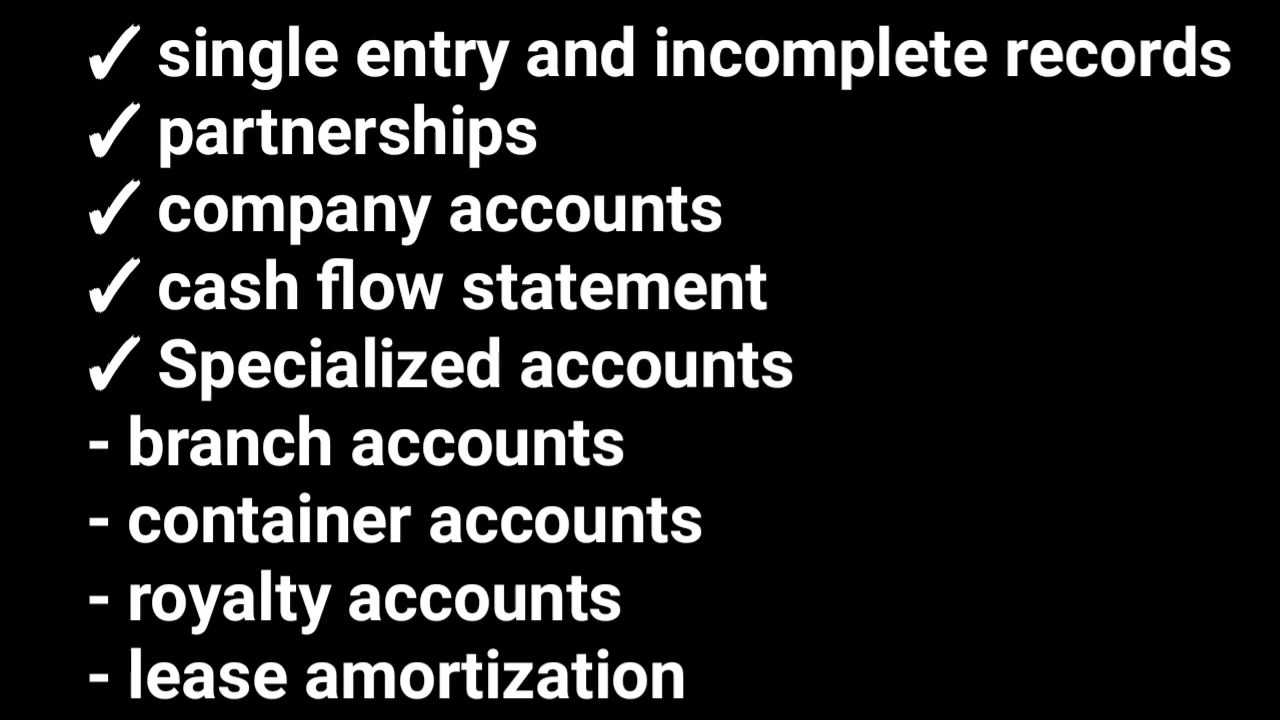 ✓ single entry and incomplete records
✓ partnerships
✓ company accounts
✓ cash flow statement
✓ Specialized accounts
- branch accounts
- container accounts
- royalty accounts
- lease amortization